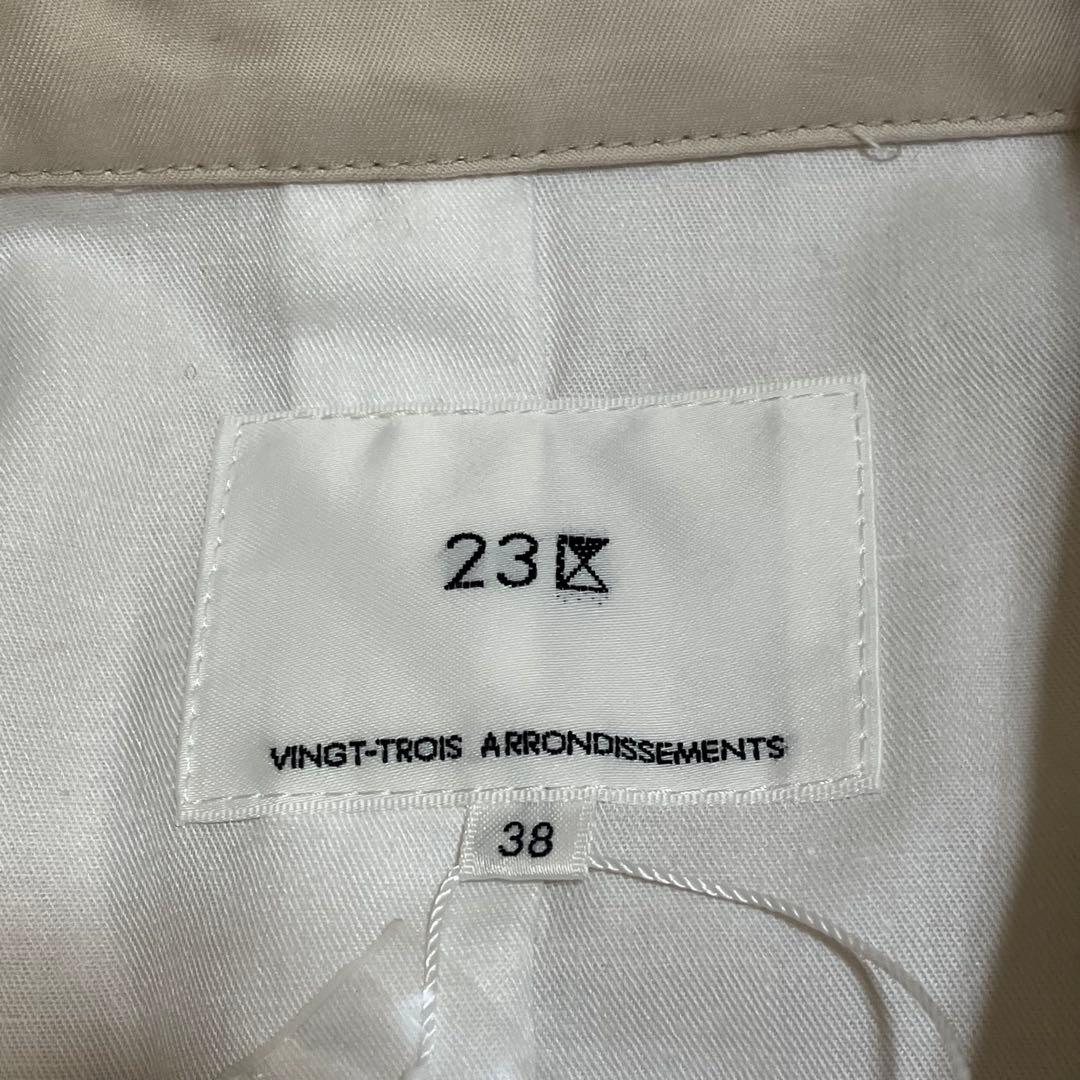 23区
VINGT-TROIS ARRONDISSEMENTS
38